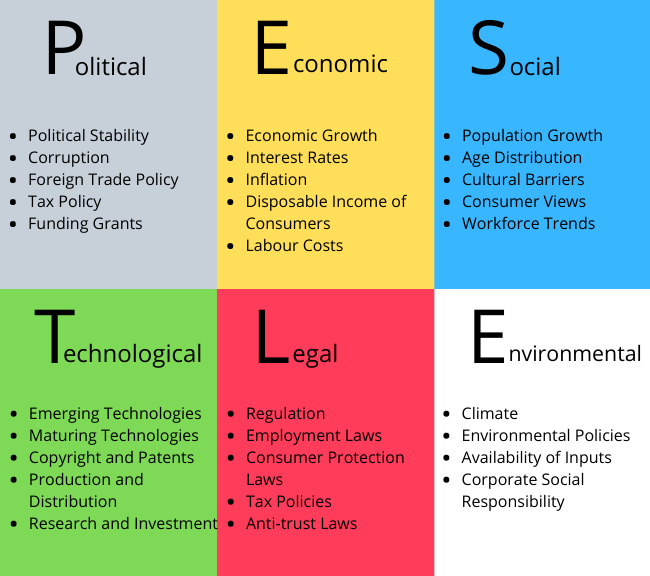 Political
• Political Stability
• Corruption
• Foreign Trade Policy
• Tax Policy
• Funding Grants
Economic
• Economic Growth
• Interest Rates
• Inflation
• Disposable Income of
Consumers
• Labour Costs
Social
• Population Growth
• Age Distribution
• Cultural Barriers
• Consumer Views
• Workforce Trends
Technological
• Emerging Technologies
• Maturing Technologies
• Copyright and Patents
• Production and
Distribution
• Research and Investment
Legal
• Regulation
• Employment Laws
• Consumer Protection
Laws
• Tax Policies
• Anti-trust Laws
Environmental
• Climate
• Environmental Policies
• Availability of Inputs
• Corporate Social
Responsibility